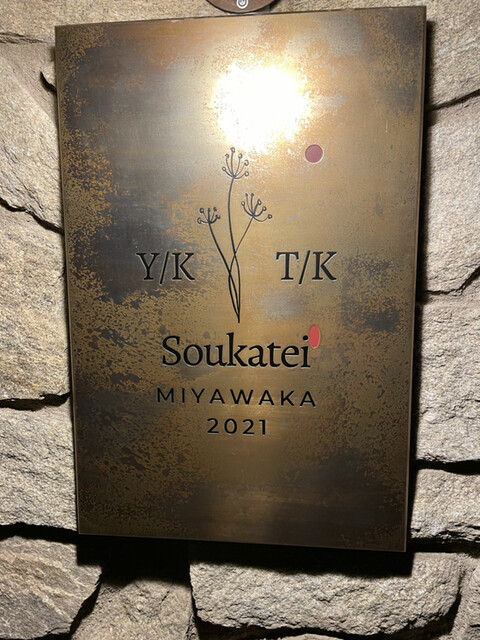 Y/K T/K
Soukatei
MIYAWAKA
2021